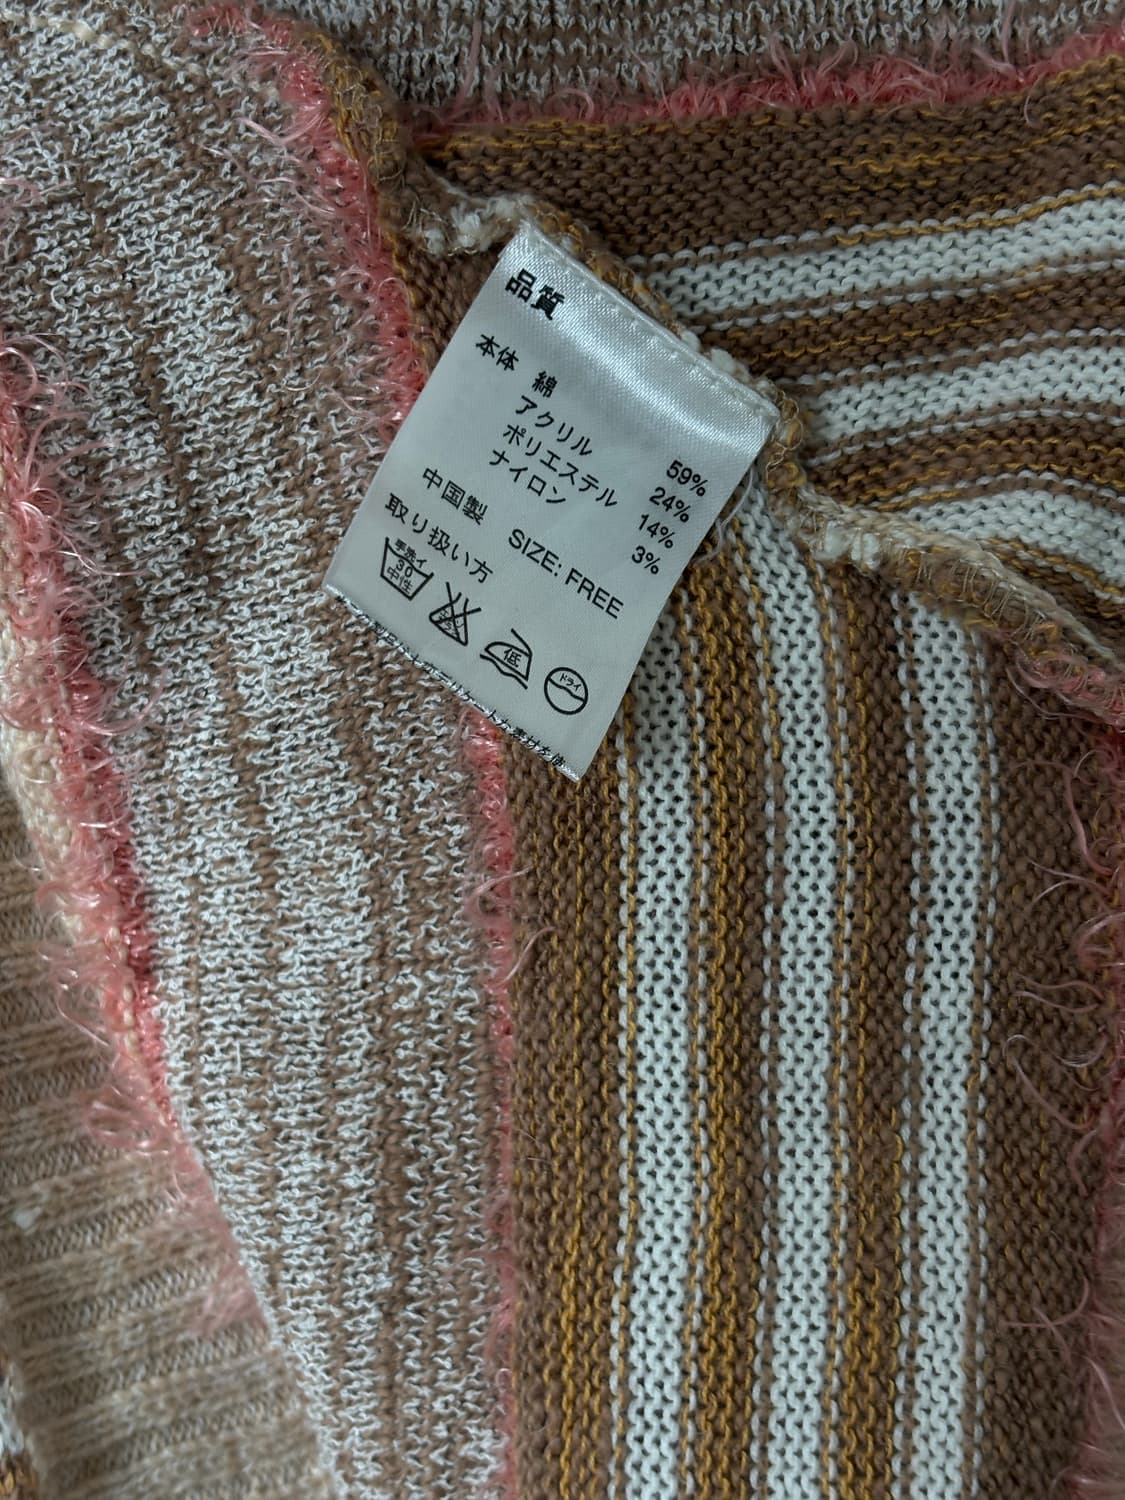 品質
本体 綿 59%
アクリル 24%
ポリエステル 14%
ナイロン 3%
中国製 SIZE: FREE
取り扱い方
手洗イ
30
中性
低
ドライ